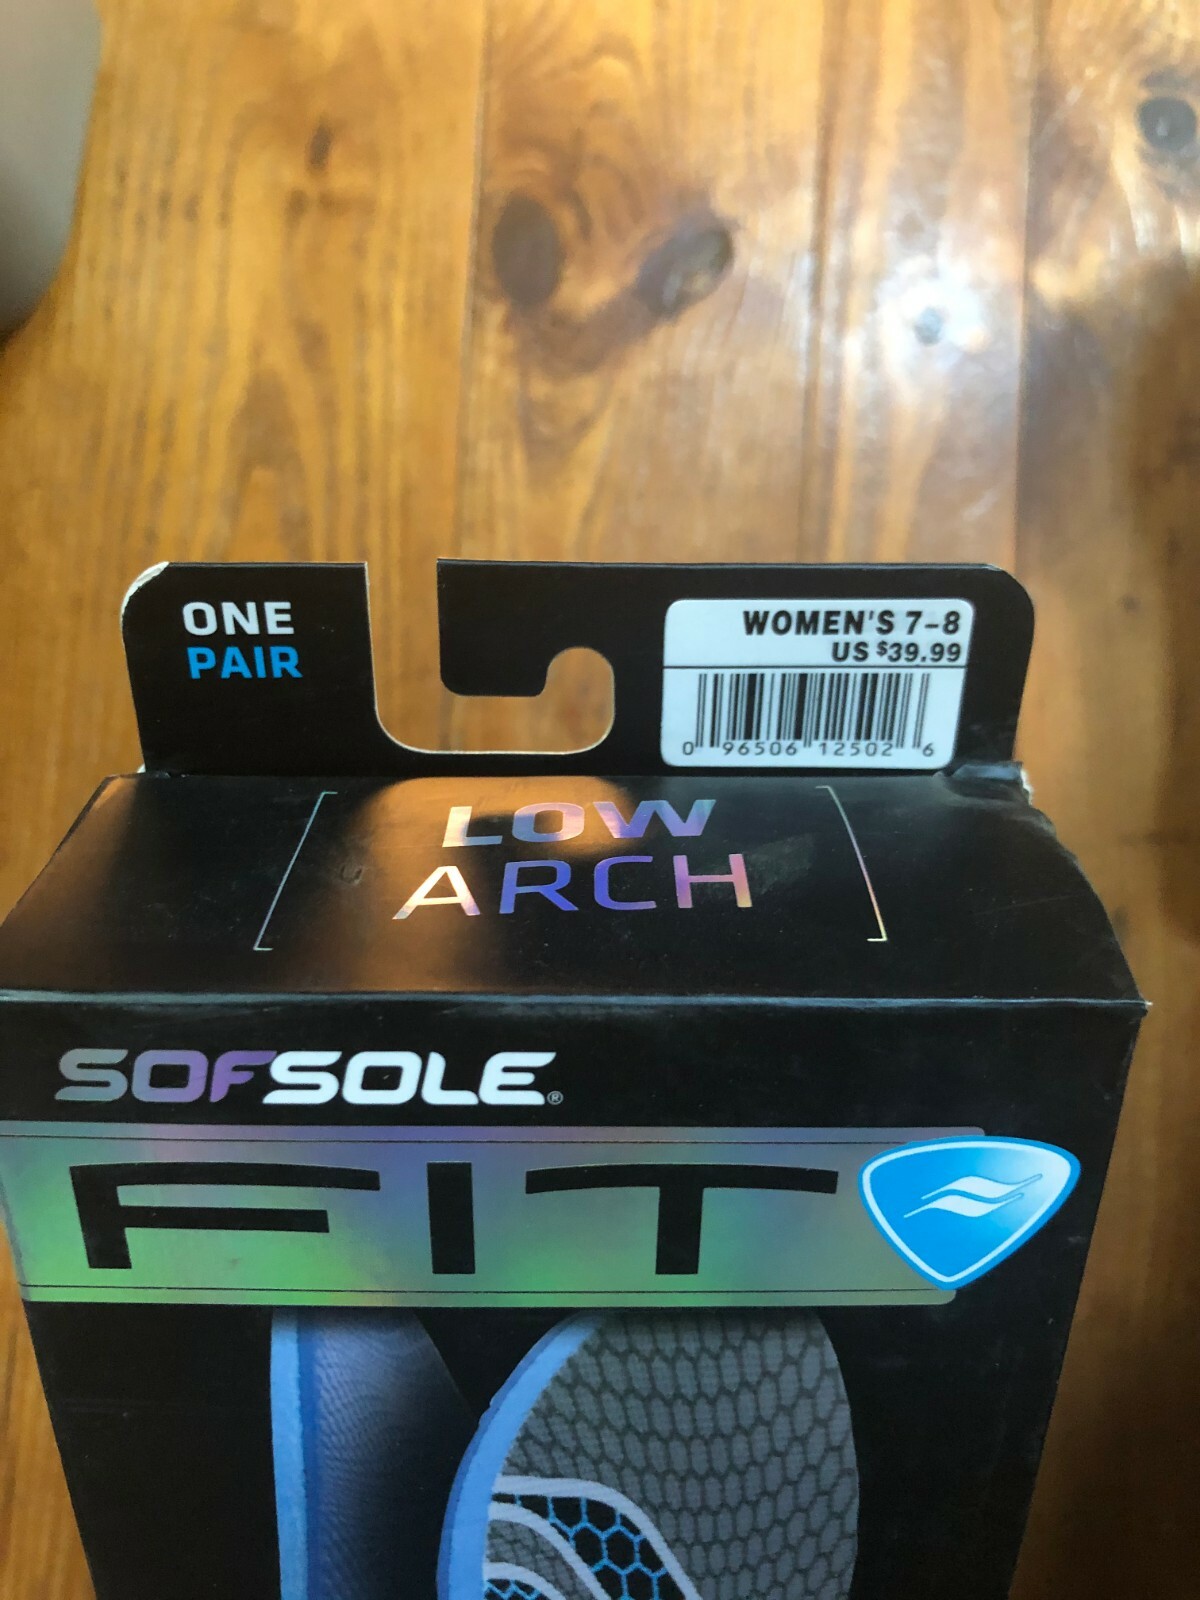 ONE
PAIR
WOMEN'S 7-8
US $39.99
0 96506 12502 6
LOW
ARCH
SOFSOLE®
FIT